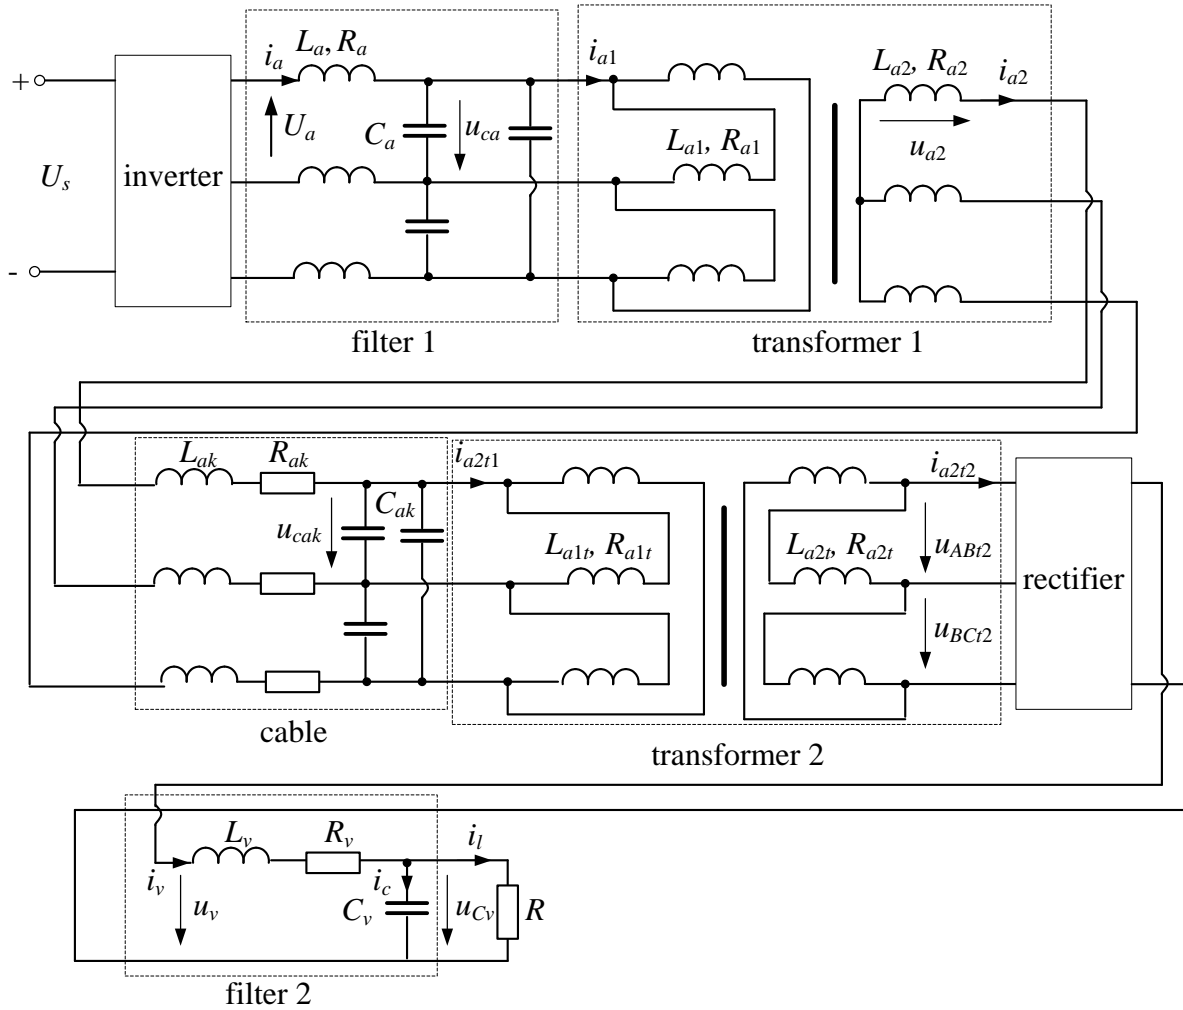 L_a, R_a
i_a
i_a1
L_a2, R_a2
i_a2
+
U_a
C_a
u_ca
L_a1, R_a1
u_a2
U_s
inverter
-
filter 1
transformer 1
L_ak
R_ak
i_a2t1
i_a2t2
C_ak
u_cak
L_a1t, R_a1t
L_a2t, R_a2t
u_ABt2
rectifier
u_BCt2
cable
transformer 2
L_v
R_v
i_l
i_v
i_c
u_v
C_v
u_Cv
R
filter 2